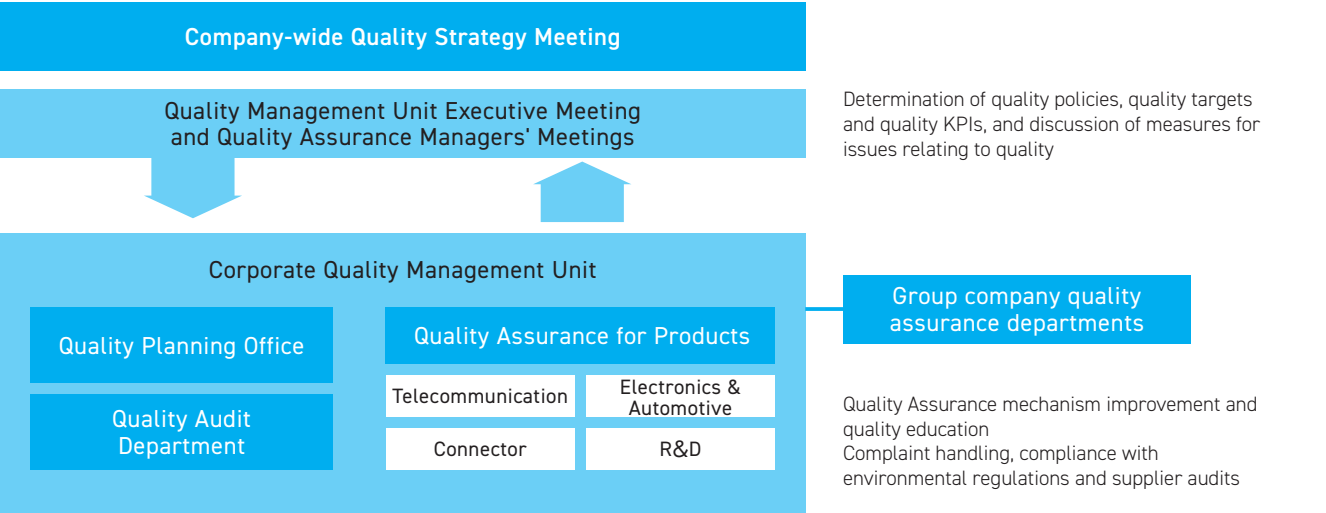 Company-wide Quality Strategy Meeting
Quality Management Unit Executive Meeting
and Quality Assurance Managers' Meetings
Determination of quality policies, quality targets
and quality KPIs, and discussion of measures for
issues relating to quality
Corporate Quality Management Unit
Quality Planning Office
Quality Audit
Department
Quality Assurance for Products
Telecommunication
Electronics &
Automotive
Connector
R&D
Group company quality
assurance departments
Quality Assurance mechanism improvement and
quality education
Complaint handling, compliance with
environmental regulations and supplier audits